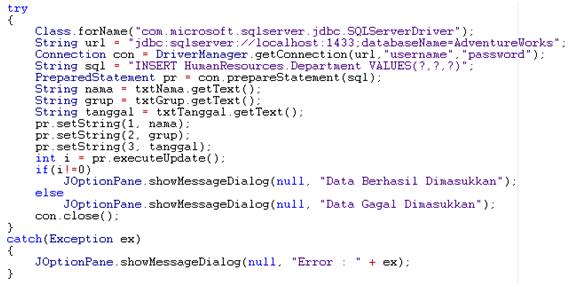 try
{
Class.forName("com.microsoft.sqlserver.jdbc.SQLServerDriver");
String url = "jdbc:sqlserver://localhost:1433;databaseName=AdventureWorks";
Connection con = DriverManager.getConnection(url,"username","password");
String sql = "INSERT HumanResources.Department VALUES(?,?,?)";
PreparedStatement pr = con.prepareStatement(sql);
String nama = txtNama.getText();
String grup = txtGrup.getText();
String tanggal = txtTanggal.getText();
pr.setString(1, nama);
pr.setString(2, grup);
pr.setString(3, tanggal);
int i = pr.executeUpdate();
if(i!=0)
JOptionPane.showMessageDialog(null, "Data Berhasil Dimasukkan");
else
JOptionPane.showMessageDialog(null, "Data Gagal Dimasukkan");
con.close();
}
catch(Exception ex)
{
JOptionPane.showMessageDialog(null, "Error : " + ex);
}